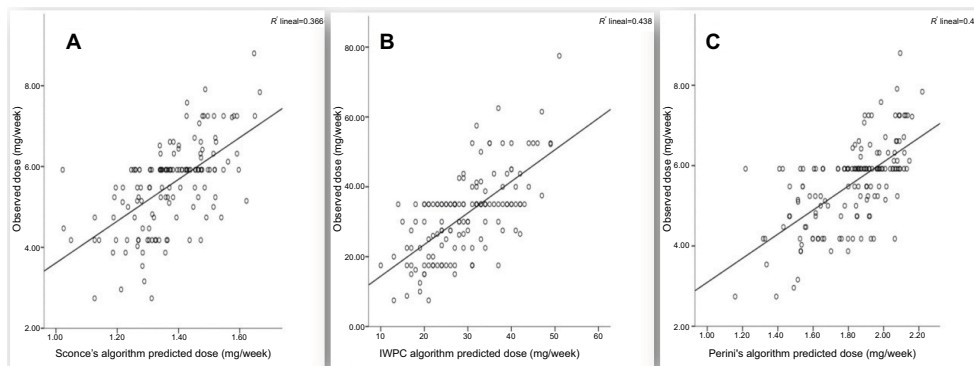 R² lineal=0.366
A
Observed dose (mg/week)
8.00
6.00
4.00
2.00
1.00 1.20 1.40 1.60
Sconce's algorithm predicted dose (mg/week)
R² lineal=0.438
B
Observed dose (mg/week)
80.00
60.00
40.00
20.00
0.00
10 20 30 40 50 60
IWPC algorithm predicted dose (mg/week)
R² lineal=0.4
C
Observed dose (mg/week)
8.00
6.00
4.00
2.00
1.00 1.20 1.40 1.60 1.80 2.00 2.20
Perini's algorithm predicted dose (mg/week)